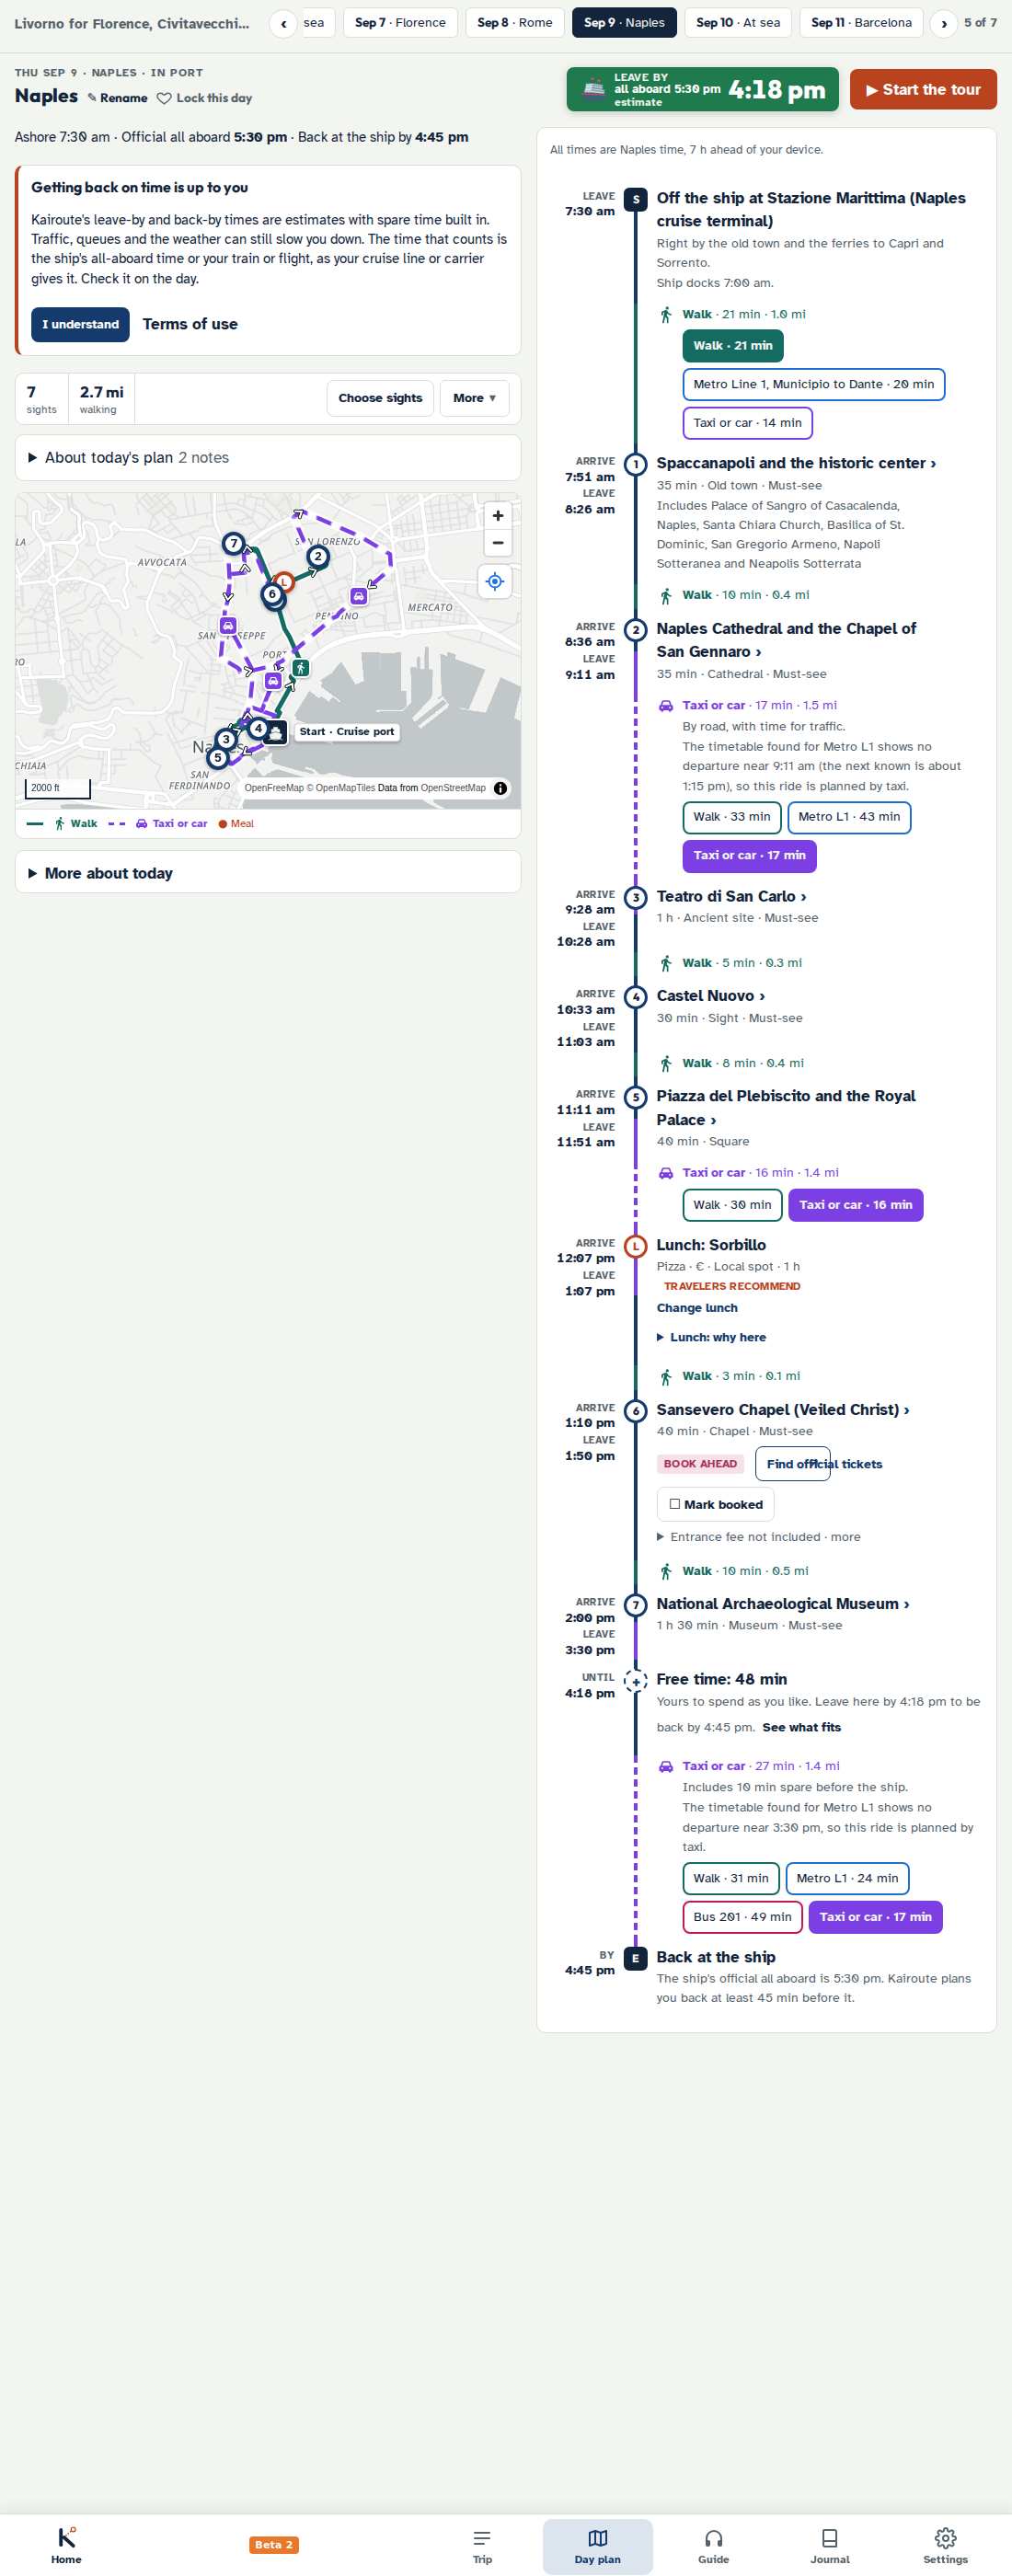 Livorno for Florence, Civitavecchi...
‹
sea
Sep 7 · Florence
Sep 8 · Rome
Sep 9 · Naples
Sep 10 · At sea
Sep 11 · Barcelona
›
5 of 7
THU SEP 9 · NAPLES · IN PORT
Naples
✎ Rename
Lock this day
LEAVE BY
all aboard 5:30 pm
estimate
4:18 pm
▶ Start the tour
Ashore 7:30 am · Official all aboard 5:30 pm · Back at the ship by 4:45 pm
Getting back on time is up to you
Kairoute's leave-by and back-by times are estimates with spare time built in.
Traffic, queues and the weather can still slow you down. The time that counts is
the ship's all-aboard time or your train or flight, as your cruise line or carrier
gives it. Check it on the day.
I understand
Terms of use
7
sights
2.7 mi
walking
Choose sights
More ▼
▶ About today's plan 2 notes
AVVOCATA
MERCATO
PORT
CHIAIA
SAN
FERDINANDO
7
2
L
6
4
3
5
Start · Cruise port
+
−
2000 ft
OpenFreeMap © OpenMapTiles Data from OpenStreetMap
Walk
Taxi or car
Meal
▶ More about today
All times are Naples time, 7 h ahead of your device.
LEAVE
7:30 am
S
Off the ship at Stazione Marittima (Naples
cruise terminal)
Right by the old town and the ferries to Capri and
Sorrento.
Ship docks 7:00 am.
Walk · 21 min · 1.0 mi
Walk · 21 min
Metro Line 1, Municipio to Dante · 20 min
Taxi or car · 14 min
ARRIVE
7:51 am
LEAVE
8:26 am
1
Spaccanapoli and the historic center ›
35 min · Old town · Must-see
Includes Palace of Sangro of Casacalenda,
Naples, Santa Chiara Church, Basilica of St.
Dominic, San Gregorio Armeno, Napoli
Sotteranea and Neapolis Sotterrata
Walk · 10 min · 0.4 mi
ARRIVE
8:36 am
LEAVE
9:11 am
2
Naples Cathedral and the Chapel of
San Gennaro ›
35 min · Cathedral · Must-see
Taxi or car · 17 min · 1.5 mi
By road, with time for traffic.
The timetable found for Metro L1 shows no
departure near 9:11 am (the next known is about
1:15 pm), so this ride is planned by taxi.
Walk · 33 min
Metro L1 · 43 min
Taxi or car · 17 min
ARRIVE
9:28 am
LEAVE
10:28 am
3
Teatro di San Carlo ›
1 h · Ancient site · Must-see
Walk · 5 min · 0.3 mi
ARRIVE
10:33 am
LEAVE
11:03 am
4
Castel Nuovo ›
30 min · Sight · Must-see
Walk · 8 min · 0.4 mi
ARRIVE
11:11 am
LEAVE
11:51 am
5
Piazza del Plebiscito and the Royal
Palace ›
40 min · Square
Taxi or car · 16 min · 1.4 mi
Walk · 30 min
Taxi or car · 16 min
ARRIVE
12:07 pm
LEAVE
1:07 pm
L
Lunch: Sorbillo
Pizza · € · Local spot · 1 h
TRAVELERS RECOMMEND
Change lunch
▶ Lunch: why here
Walk · 3 min · 0.1 mi
ARRIVE
1:10 pm
LEAVE
1:50 pm
6
Sansevero Chapel (Veiled Christ) ›
40 min · Chapel · Must-see
BOOK AHEAD
Find official tickets
☐ Mark booked
▶ Entrance fee not included · more
Walk · 10 min · 0.5 mi
ARRIVE
2:00 pm
LEAVE
3:30 pm
7
National Archaeological Museum ›
1 h 30 min · Museum · Must-see
UNTIL
4:18 pm
+
Free time: 48 min
Yours to spend as you like. Leave here by 4:18 pm to be
back by 4:45 pm. See what fits
Taxi or car · 27 min · 1.4 mi
Includes 10 min spare before the ship.
The timetable found for Metro L1 shows no
departure near 3:30 pm, so this ride is planned by
taxi.
Walk · 31 min
Metro L1 · 24 min
Bus 201 · 49 min
Taxi or car · 17 min
BY
4:45 pm
E
Back at the ship
The ship's official all aboard is 5:30 pm. Kairoute plans
you back at least 45 min before it.
Home
Beta 2
Trip
Day plan
Guide
Journal
Settings